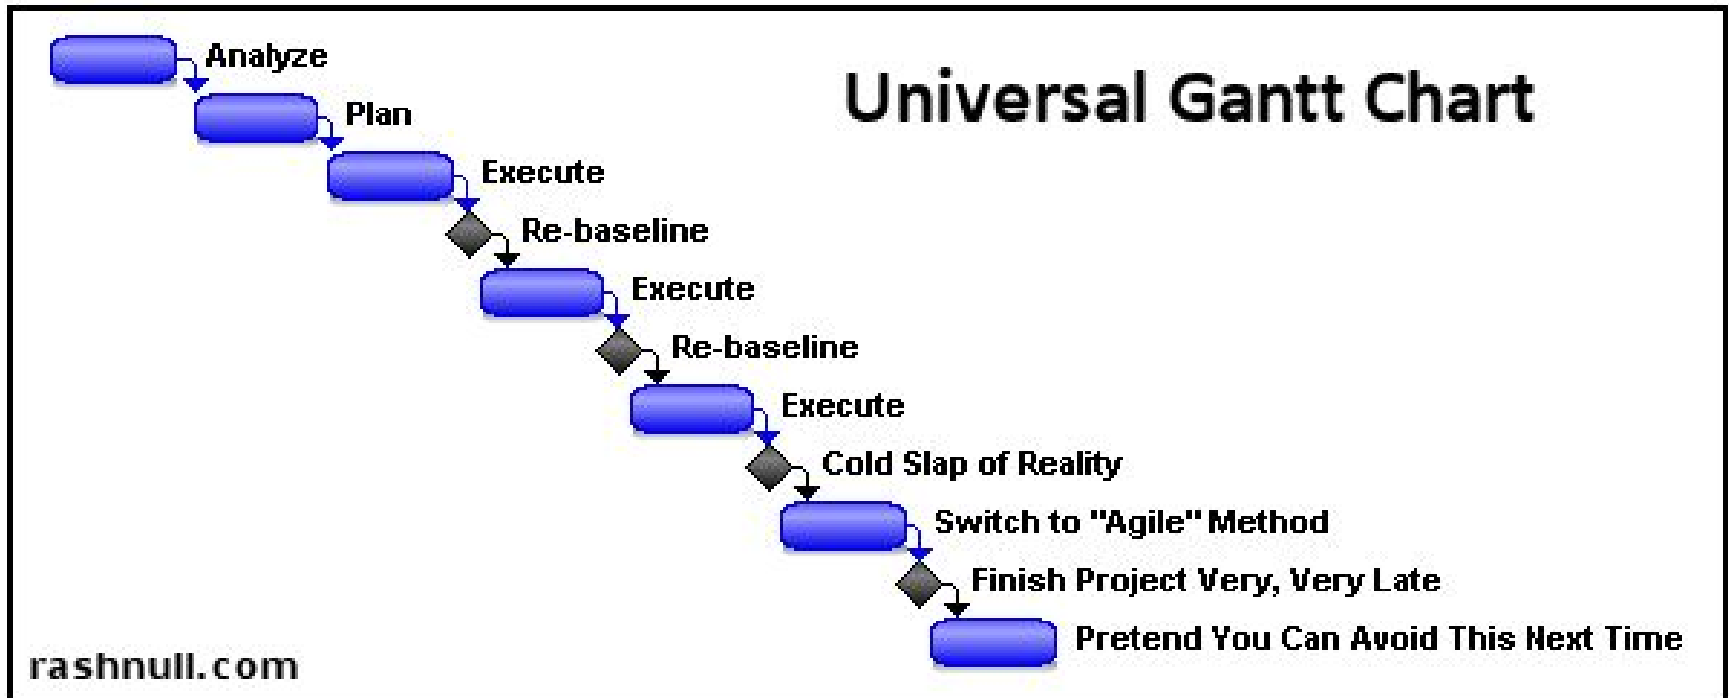 Universal Gantt Chart
Analyze
Plan
Execute
Re-baseline
Execute
Re-baseline
Execute
Cold Slap of Reality
Switch to "Agile" Method
Finish Project Very, Very Late
Pretend You Can Avoid This Next Time
rashnull.com